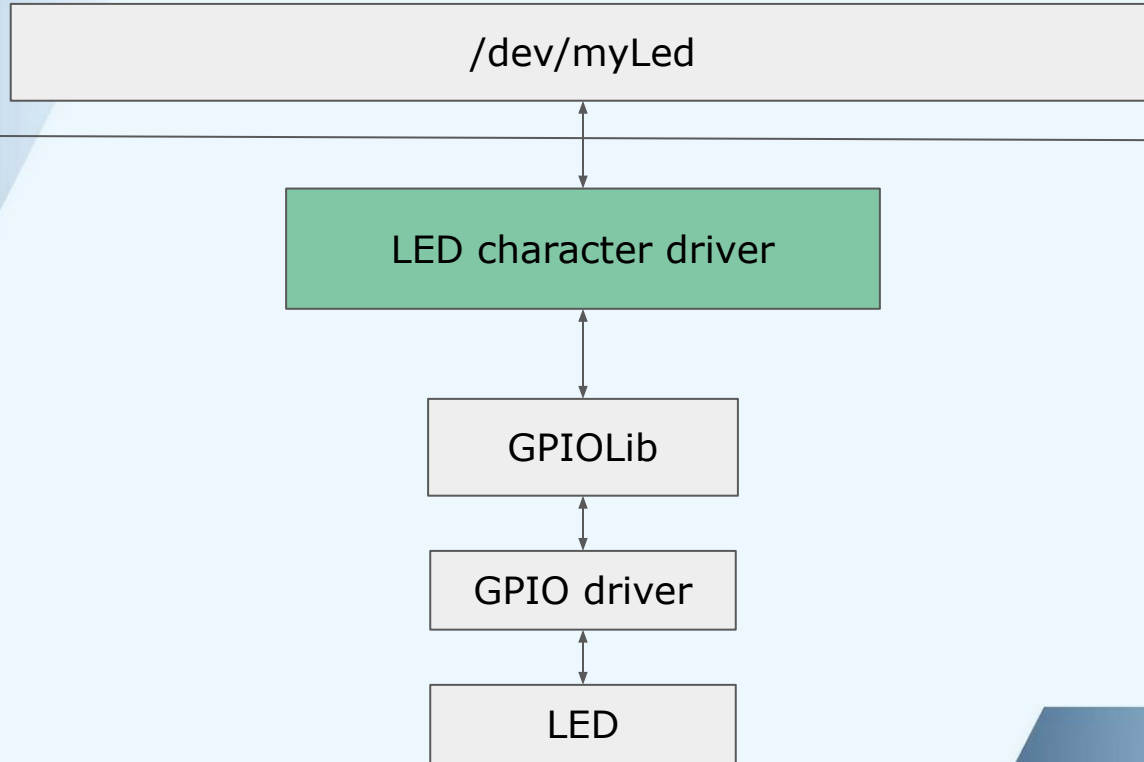 /dev/myLed
LED character driver
GPIOLib
GPIO driver
LED